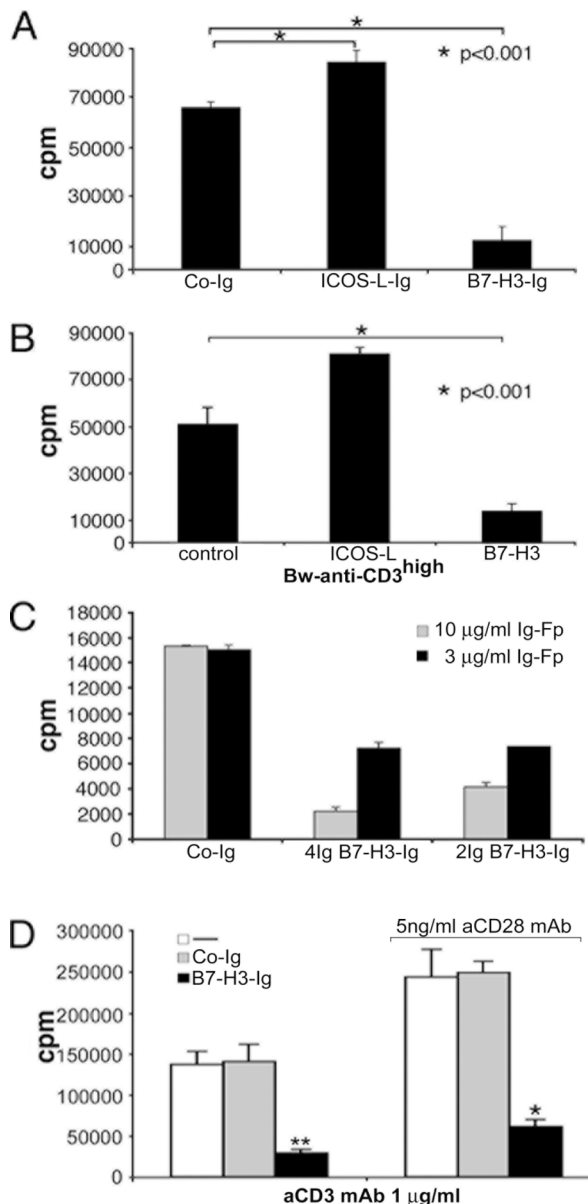 A
* *
* p<0.001
90000
70000
50000
30000
10000
0
cpm
Co-Ig ICOS-L-Ig B7-H3-Ig
B
*
* p<0.001
90000
70000
50000
30000
10000
0
cpm
control ICOS-L B7-H3
Bw-anti-CD3high
C
18000
16000
14000
12000
10000
8000
6000
4000
2000
0
cpm
10 µg/ml Ig-Fp
3 µg/ml Ig-Fp
Co-Ig 4Ig B7-H3-Ig 2Ig B7-H3-Ig
D
5ng/ml aCD28 mAb
300000
250000
200000
150000
100000
50000
0
cpm
—
Co-Ig
B7-H3-Ig
** *
aCD3 mAb 1 µg/ml